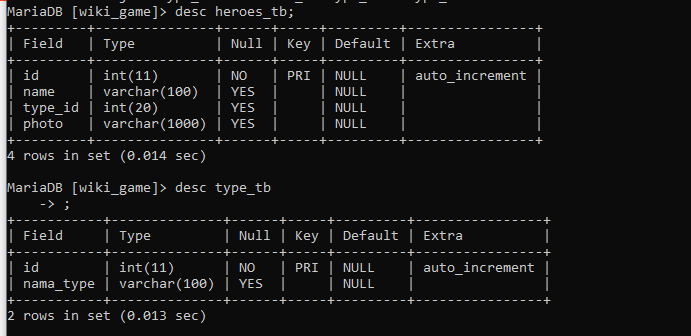 MariaDB [wiki_game]> desc heroes_tb;
+---------+---------------+------+-----+---------+----------------+
| Field   | Type          | Null | Key | Default | Extra          |
+---------+---------------+------+-----+---------+----------------+
| id      | int(11)       | NO   | PRI | NULL    | auto_increment |
| name    | varchar(100)  | YES  |     | NULL    |                |
| type_id | int(20)       | YES  |     | NULL    |                |
| photo   | varchar(1000) | YES  |     | NULL    |                |
+---------+---------------+------+-----+---------+----------------+
4 rows in set (0.014 sec)
MariaDB [wiki_game]> desc type_tb
    -> ;
+-----------+--------------+------+-----+---------+----------------+
| Field     | Type         | Null | Key | Default | Extra          |
+-----------+--------------+------+-----+---------+----------------+
| id        | int(11)      | NO   | PRI | NULL    | auto_increment |
| nama_type | varchar(100) | YES  |     | NULL    |                |
+-----------+--------------+------+-----+---------+----------------+
2 rows in set (0.013 sec)